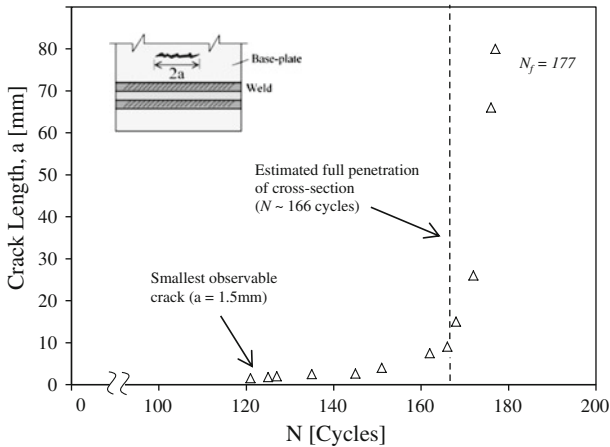 90
80
70
60
50
40
30
20
10
0
Crack Length, a [mm]
2a
Base-plate
Weld
N_f = 177
Estimated full penetration
of cross-section
(N ~ 166 cycles)
Smallest observable
crack (a = 1.5mm)
0 100 120 140 160 180 200
N [Cycles]